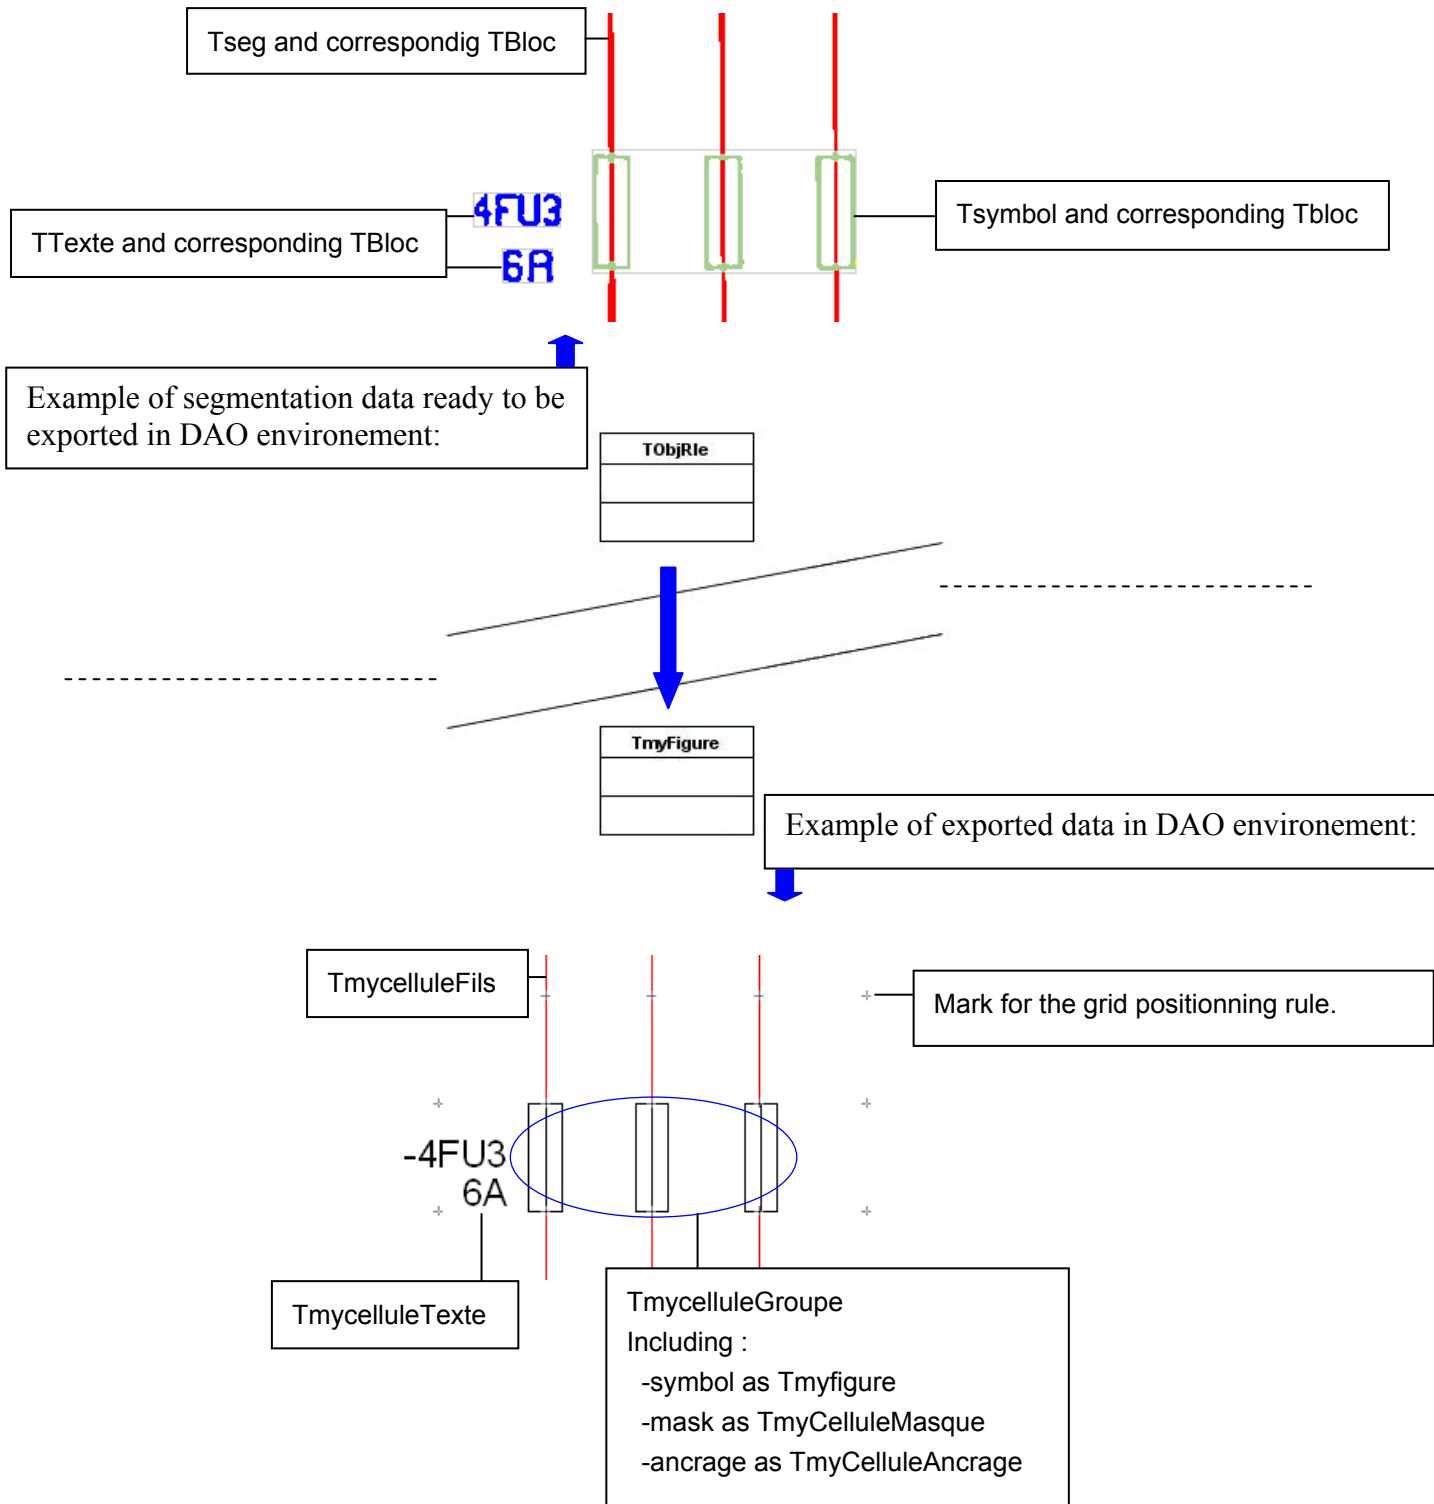 Tseg and correspondig TBloc
4FU3
TTexte and corresponding TBloc
6A
Tsymbol and corresponding Tbloc
Example of segmentation data ready to be
exported in DAO environement:
TObjRle
TmyFigure
Example of exported data in DAO environement:
TmycelluleFils
Mark for the grid positionning rule.
-4FU3
6A
TmycelluleTexte
TmycelluleGroupe
Including :
-symbol as Tmyfigure
-mask as TmyCelluleMasque
-ancrage as TmyCelluleAncrage